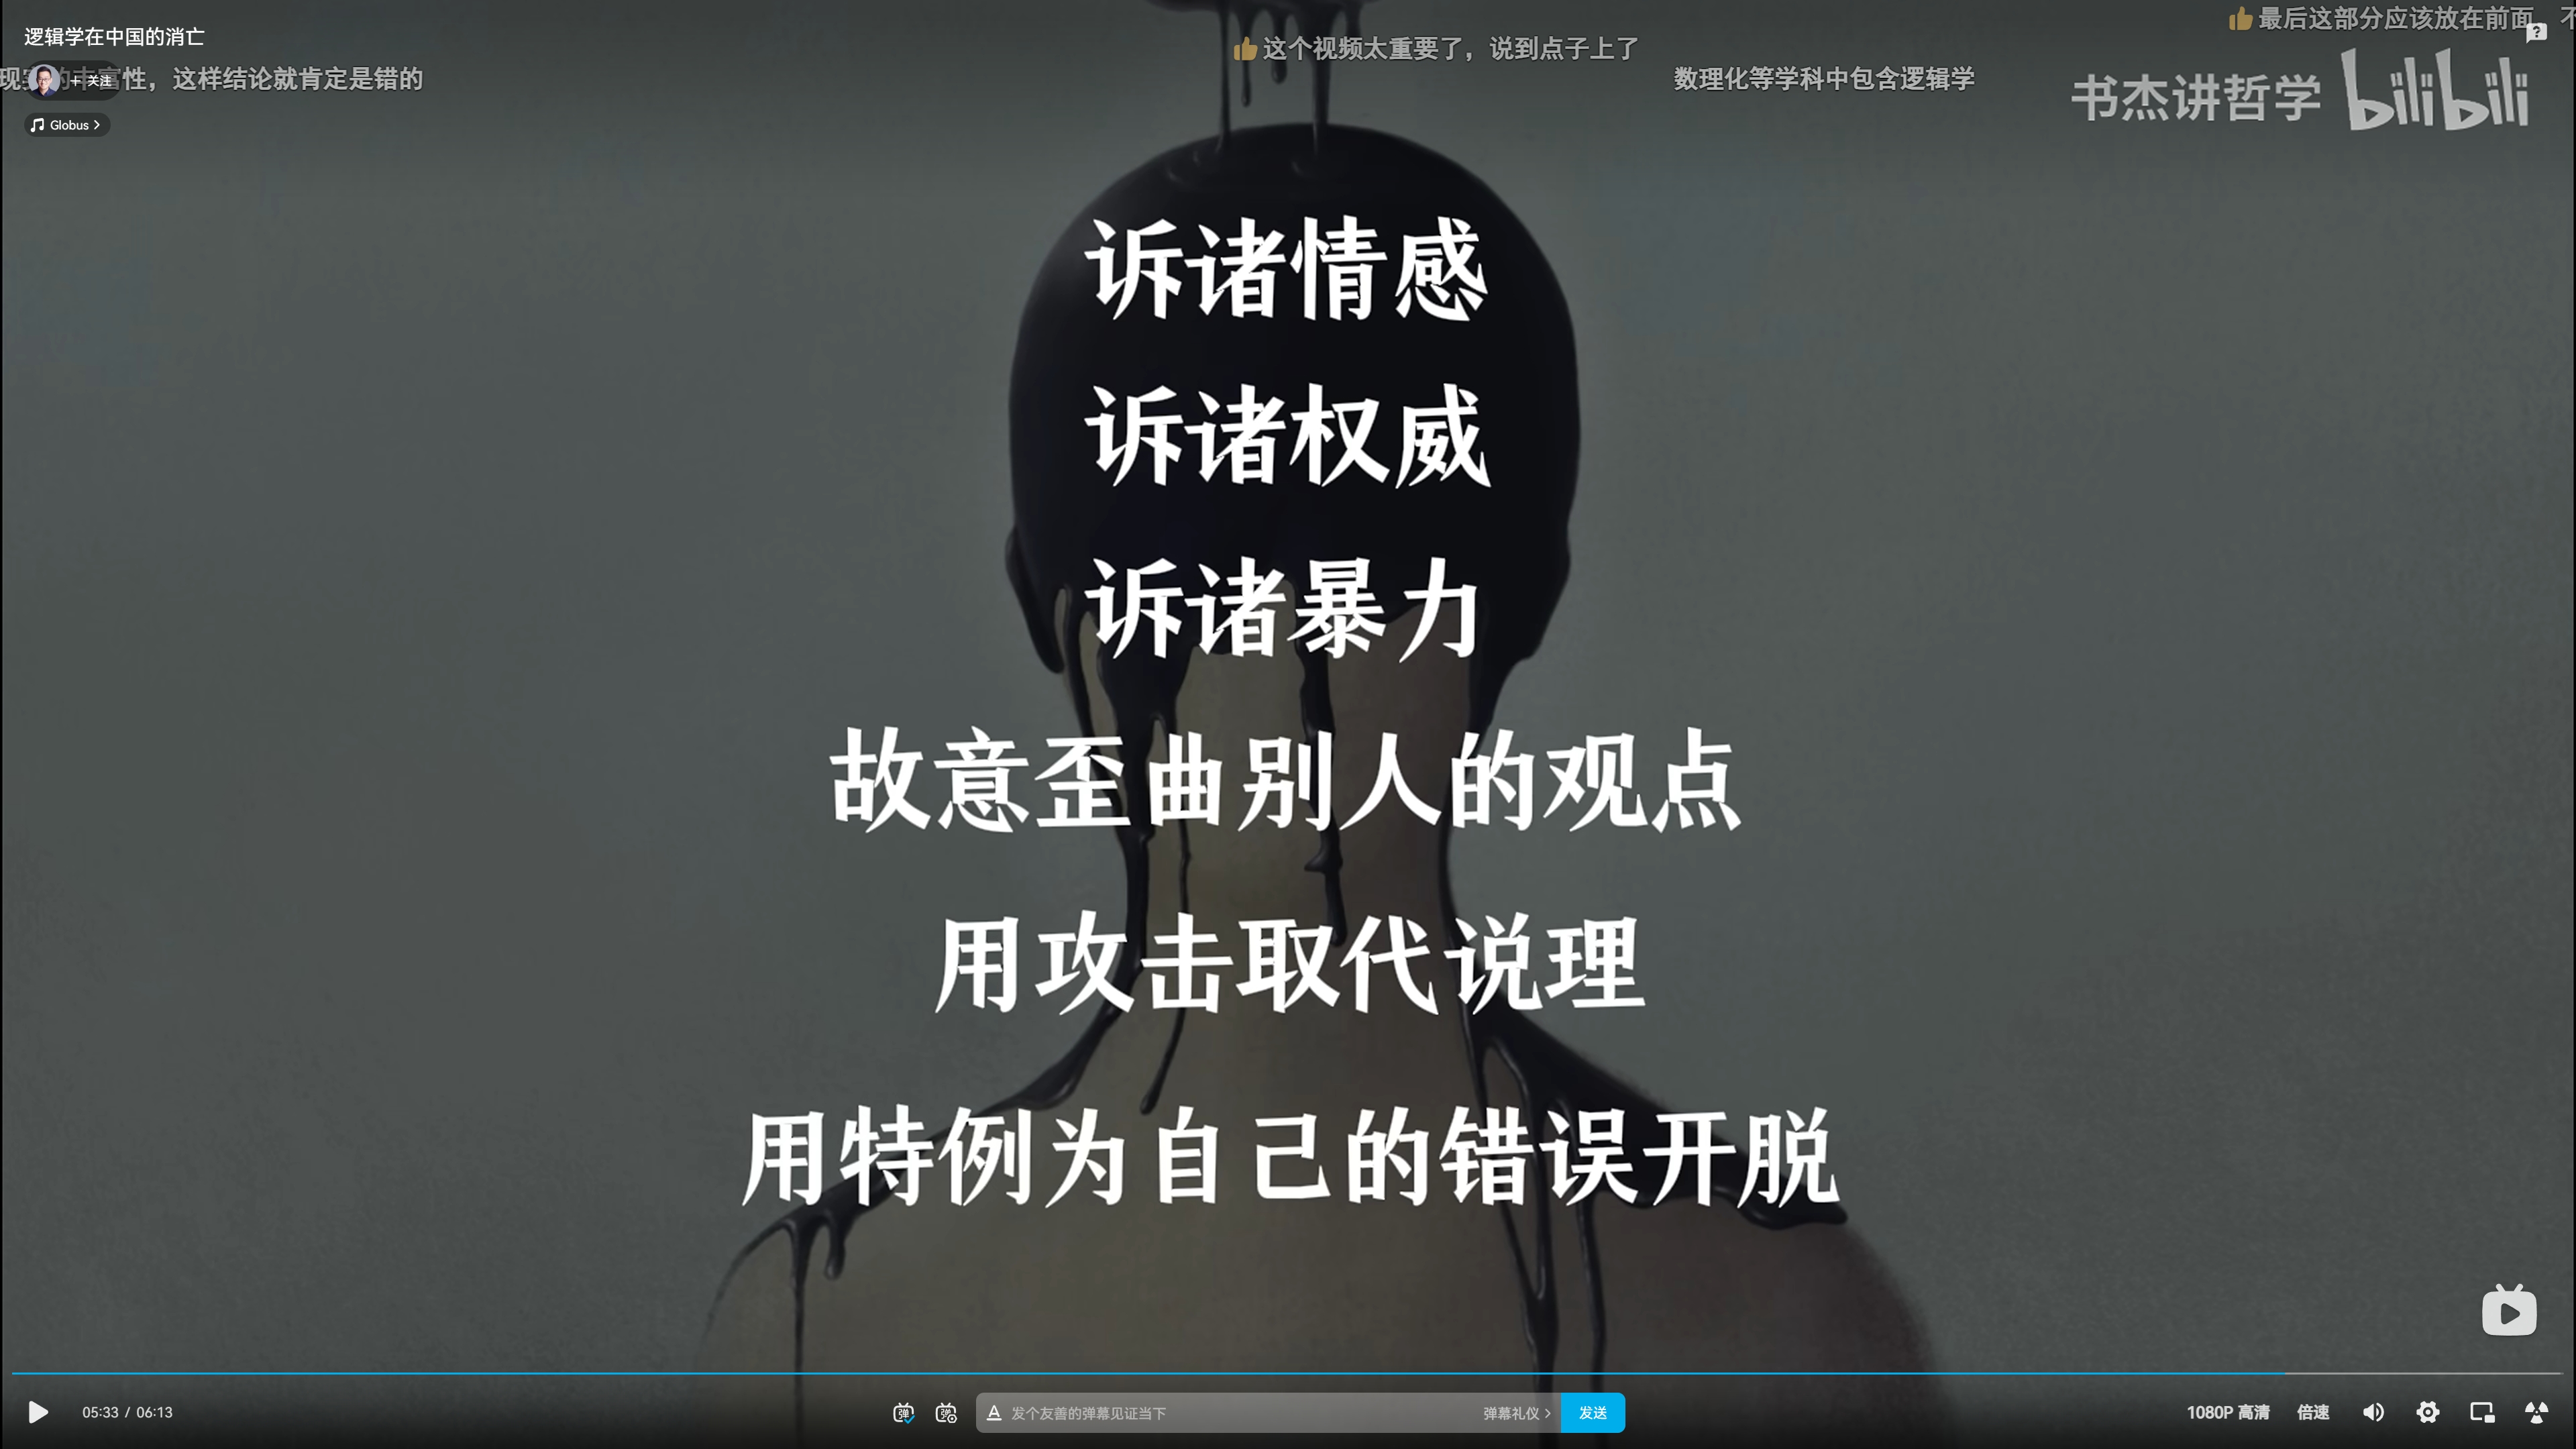 逻辑学在中国的消亡
最后这部分应该放在前面
这个视频太重要了，说到点子上了
性，这样结论就肯定是错的
数理化等学科中包含逻辑学
+ 关注
书杰讲哲学 bilibili
Globus
诉诸情感
诉诸权威
诉诸暴力
故意歪曲别人的观点
用攻击取代说理
用特例为自己的错误开脱
05:33 / 06:13
弹
弹
A 发个友善的弹幕见证当下
弹幕礼仪
发送
1080P 高清
倍速